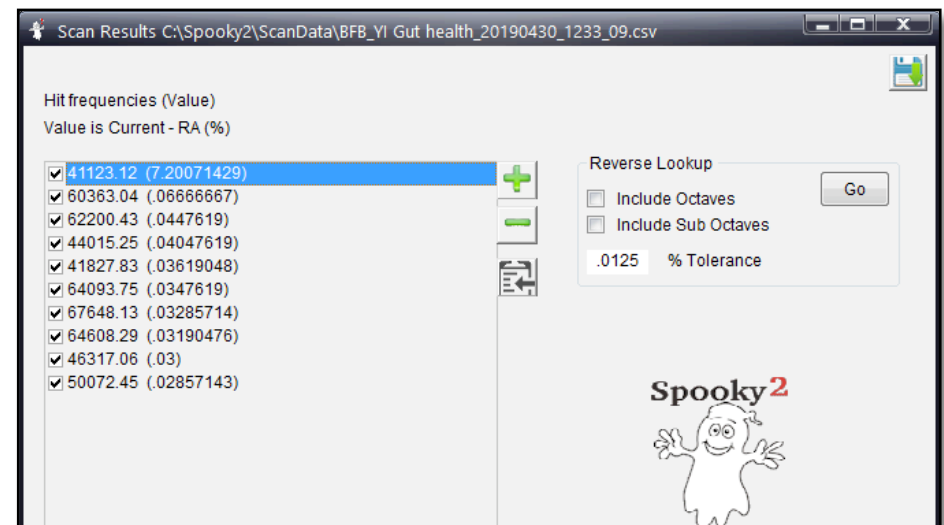 Scan Results C:\Spooky2\ScanData\BFB_YI Gut health_20190430_1233_09.csv
Hit frequencies (Value)
Value is Current - RA (%)
41123.12 (7.20071429)
60363.04 (.06666667)
62200.43 (.0447619)
44015.25 (.04047619)
41827.83 (.03619048)
64093.75 (.0347619)
67648.13 (.03285714)
64608.29 (.03190476)
46317.06 (.03)
50072.45 (.02857143)
Reverse Lookup
Include Octaves
Go
Include Sub Octaves
.0125 % Tolerance
Spooky2